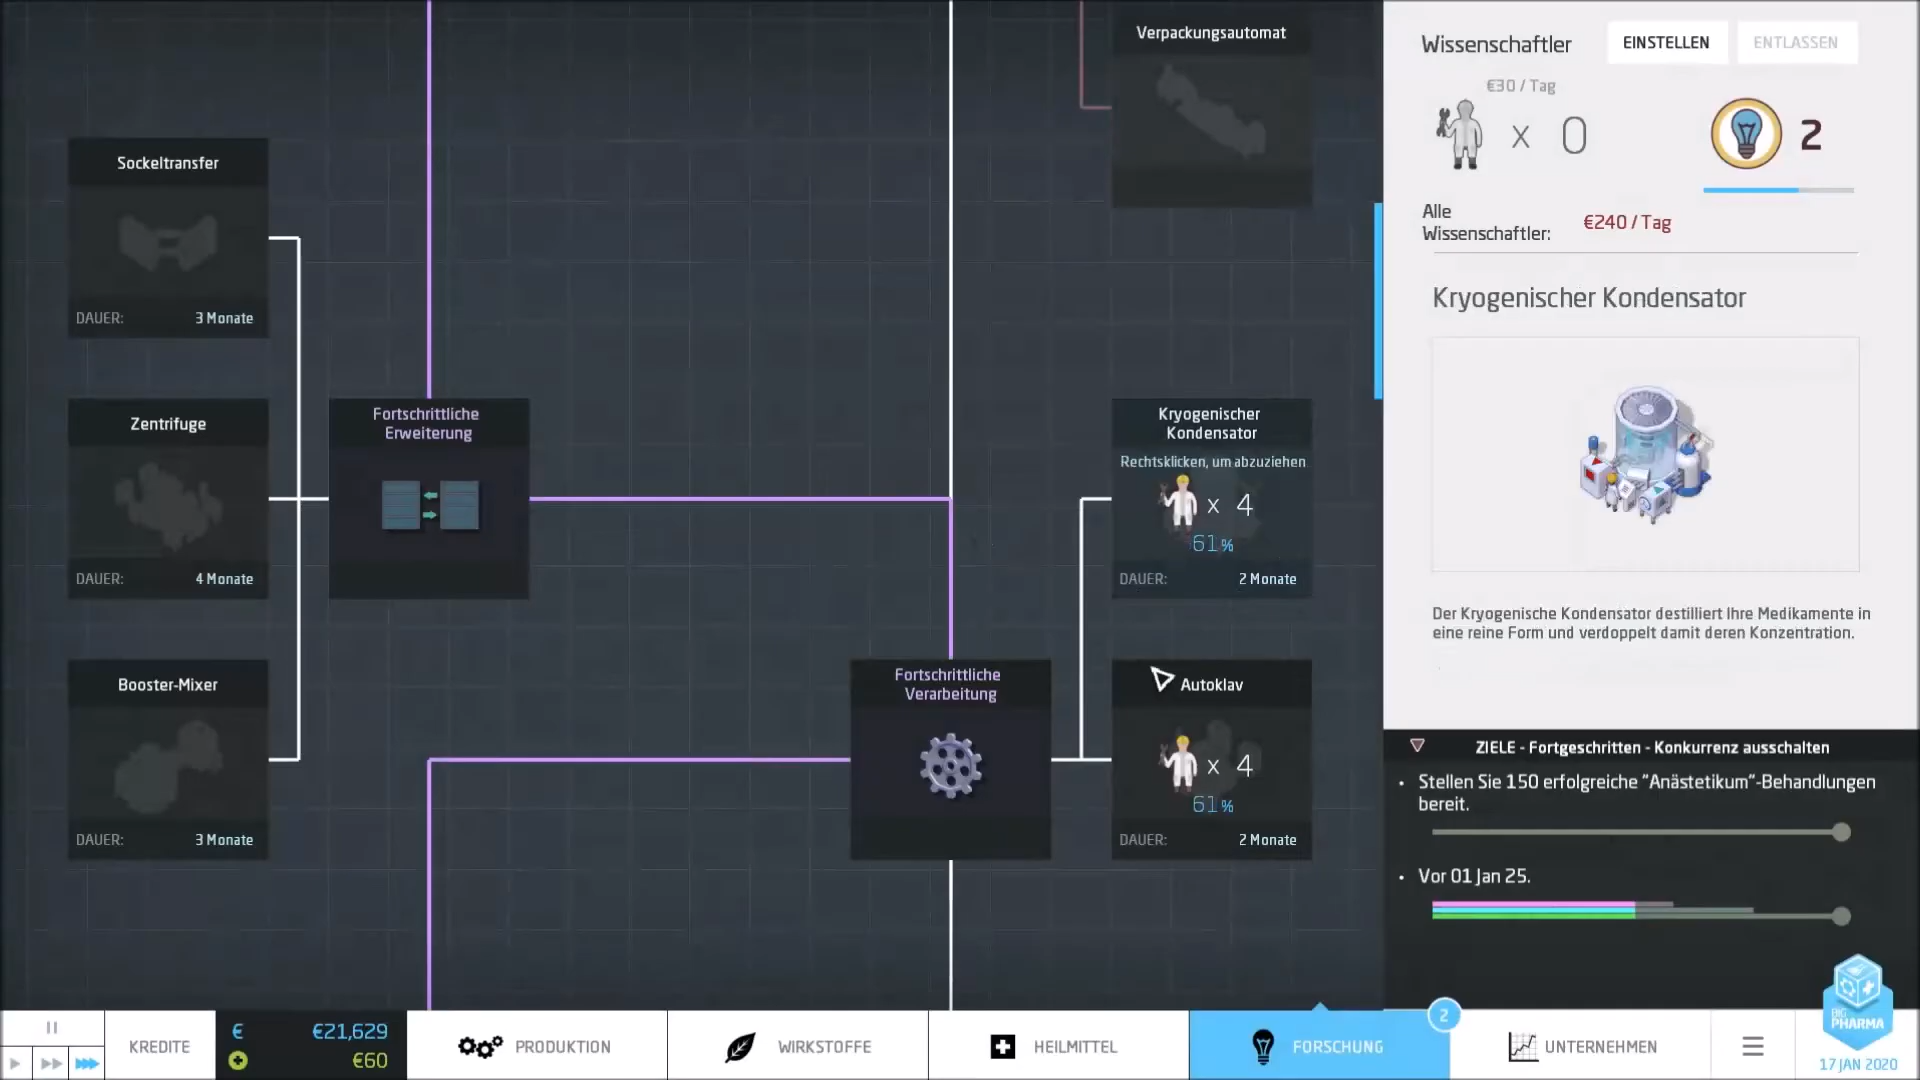 Verpackungsautomat
Sockeltransfer
DAUER: 3 Monate
Zentrifuge
DAUER: 4 Monate
Fortschrittliche
Erweiterung
Booster-Mixer
DAUER: 3 Monate
Kryogenischer
Kondensator
Rechtsklicken, um abzuziehen
x 4
61%
DAUER: 2 Monate
Fortschrittliche
Verarbeitung
Autoklav
x 4
61%
DAUER: 2 Monate
Wissenschaftler
EINSTELLEN
ENTLASSEN
€30 / Tag
x 0
2
Alle
Wissenschaftler:
€240 / Tag
Kryogenischer Kondensator
Der Kryogenische Kondensator destilliert Ihre Medikamente in
eine reine Form und verdoppelt damit deren Konzentration.
ZIELE - Fortgeschritten - Konkurrenz ausschalten
• Stellen Sie 150 erfolgreiche "Anästetikum"-Behandlungen
bereit.
• Vor 01 Jan 25.
KREDITE
€ €21,629
€60
PRODUKTION
WIRKSTOFFE
HEILMITTEL
FORSCHUNG
2
UNTERNEHMEN
BIG
PHARMA
17 JAN 2020